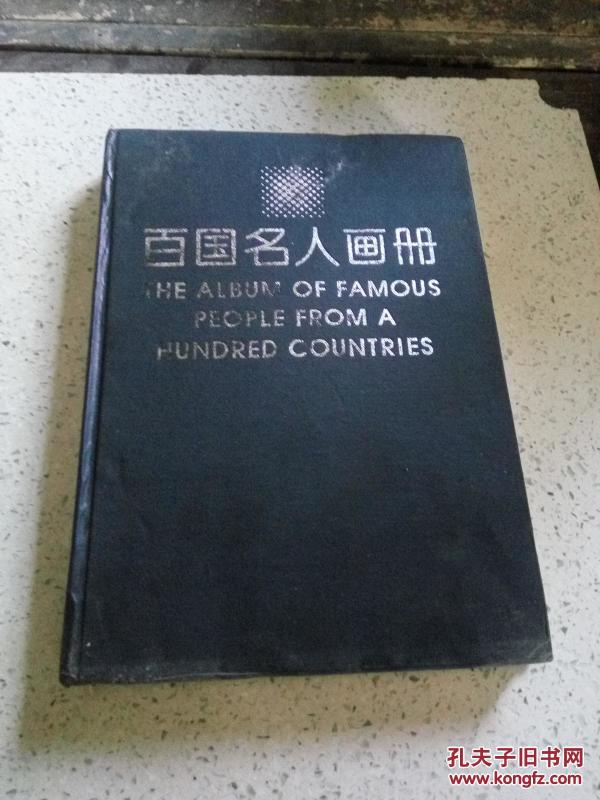 百国名人画册
THE ALBUM OF FAMOUS
PEOPLE FROM A
HUNDRED COUNTRIES
孔夫子旧书网
www.kongfz.com